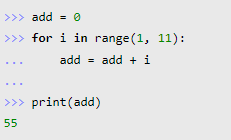 >>> add = 0
>>> for i in range(1, 11):
...     add = add + i
...
>>> print(add)
55